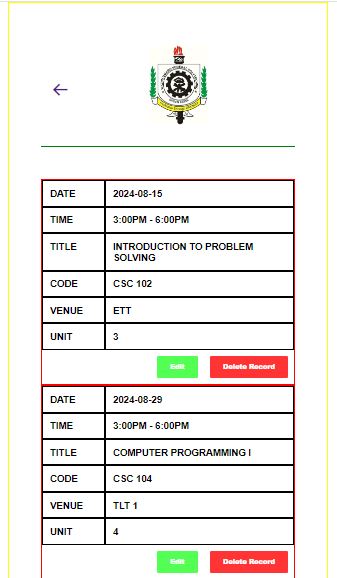 DATE 2024-08-15
TIME 3:00PM - 6:00PM
TITLE INTRODUCTION TO PROBLEM
SOLVING
CODE CSC 102
VENUE ETT
UNIT 3
Edit Delete Record
DATE 2024-08-29
TIME 3:00PM - 6:00PM
TITLE COMPUTER PROGRAMMING I
CODE CSC 104
VENUE TLT 1
UNIT 4
Edit Delete Record